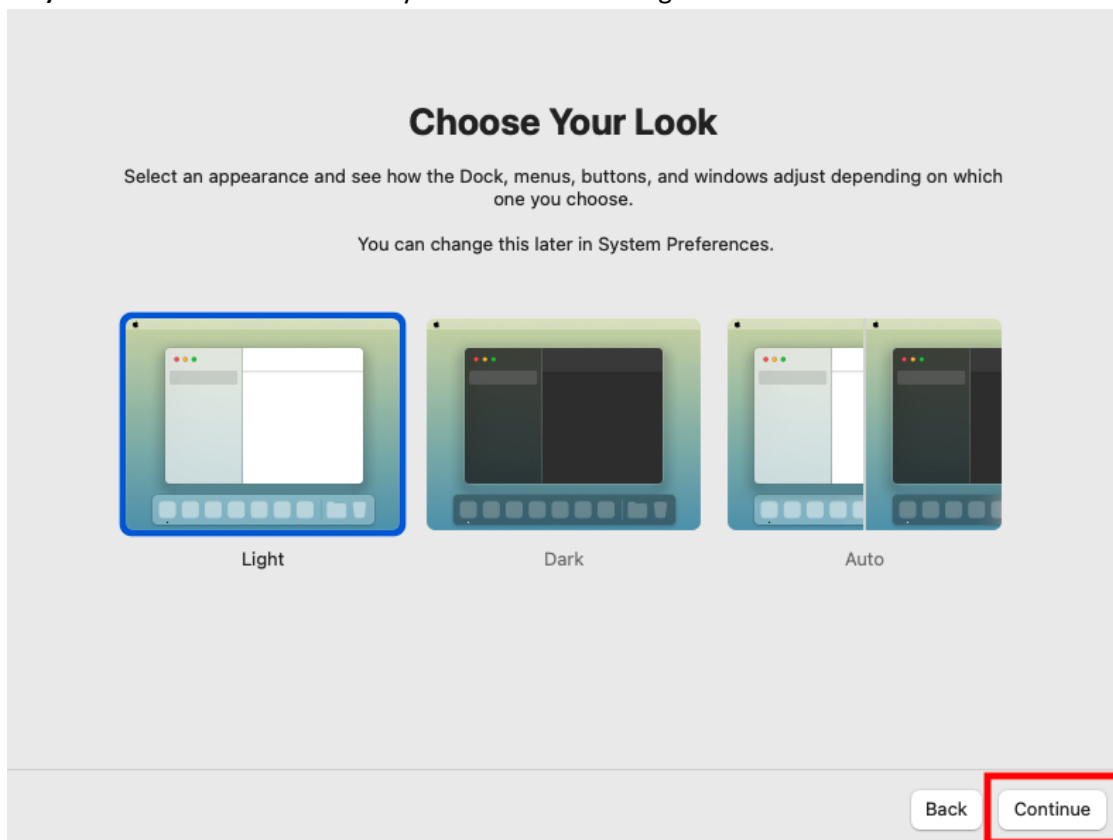 Choose Your Look
Select an appearance and see how the Dock, menus, buttons, and windows adjust depending on which
one you choose.
You can change this later in System Preferences.
Light
Dark
Auto
Back
Continue